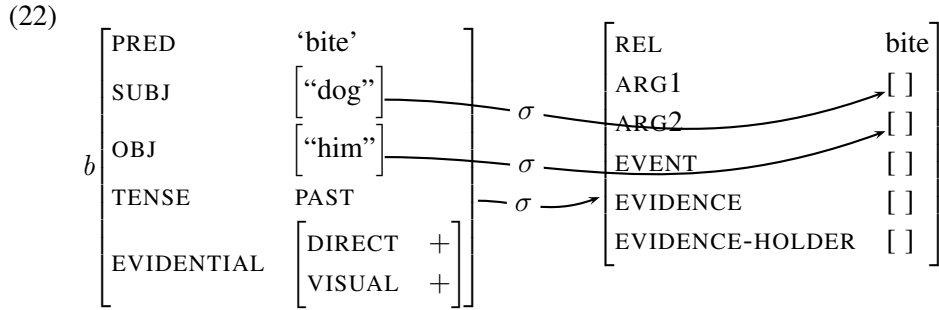 (22)
PRED ‘bite’
SUBJ [“dog”]
OBJ [“him”]
b
TENSE PAST
EVIDENTIAL [DIRECT +
VISUAL +]
σ
σ
σ
REL bite
ARG1 [ ]
ARG2 [ ]
EVENT [ ]
EVIDENCE [ ]
EVIDENCE-HOLDER [ ]